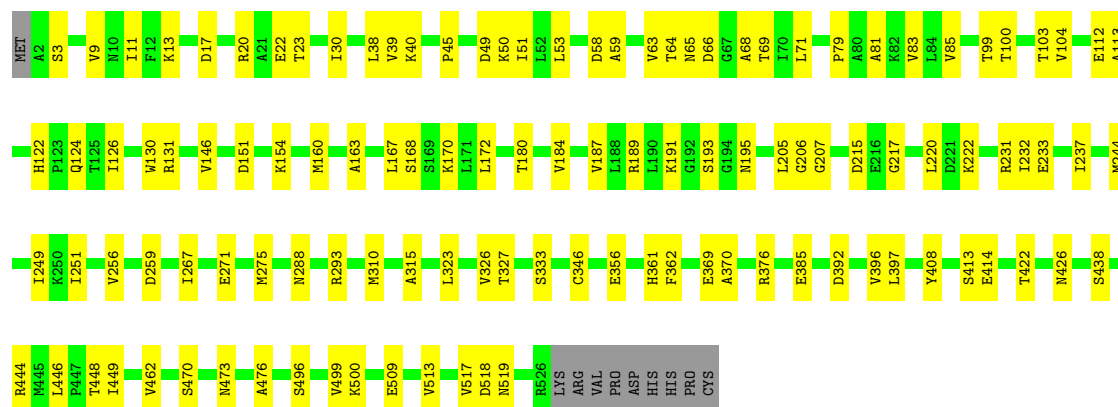 MET A2 S3 V9 N10 I11 F12 K13 D17 R20 A21 E22 T23 I30 L38 V39 K40 P45 D49 K50 I51 L52 L53 D58 A59 V63 T64 N65 D66 G67 A68 T69 I70 L71 P79 A80 A81 K82 V83 L84 V85 T99 T100 T103 V104 E112 A113
H122 P123 Q124 T125 I126 W130 R131 V146 D151 K154 M160 A163 L167 S168 S169 K170 L171 L172 T180 V184 V187 L188 R189 L190 K191 G192 S193 G194 N195 L205 G206 G207 D215 E216 G217 L220 D221 K222 R231 I232 E233 I237 M244
I249 K250 I251 V256 D259 I267 E271 M275 N288 R293 M310 A315 L323 V326 T327 S333 C346 E356 H361 F362 E369 A370 R376 E385 D392 V396 L397 Y408 S413 E414 T422 N426 S438
R444 M445 L446 P447 T448 I449 V462 S470 N473 A476 S496 V499 K500 E509 V513 V517 D518 N519 R526 LYS ARG VAL PRO ASP HIS HIS PRO CYS